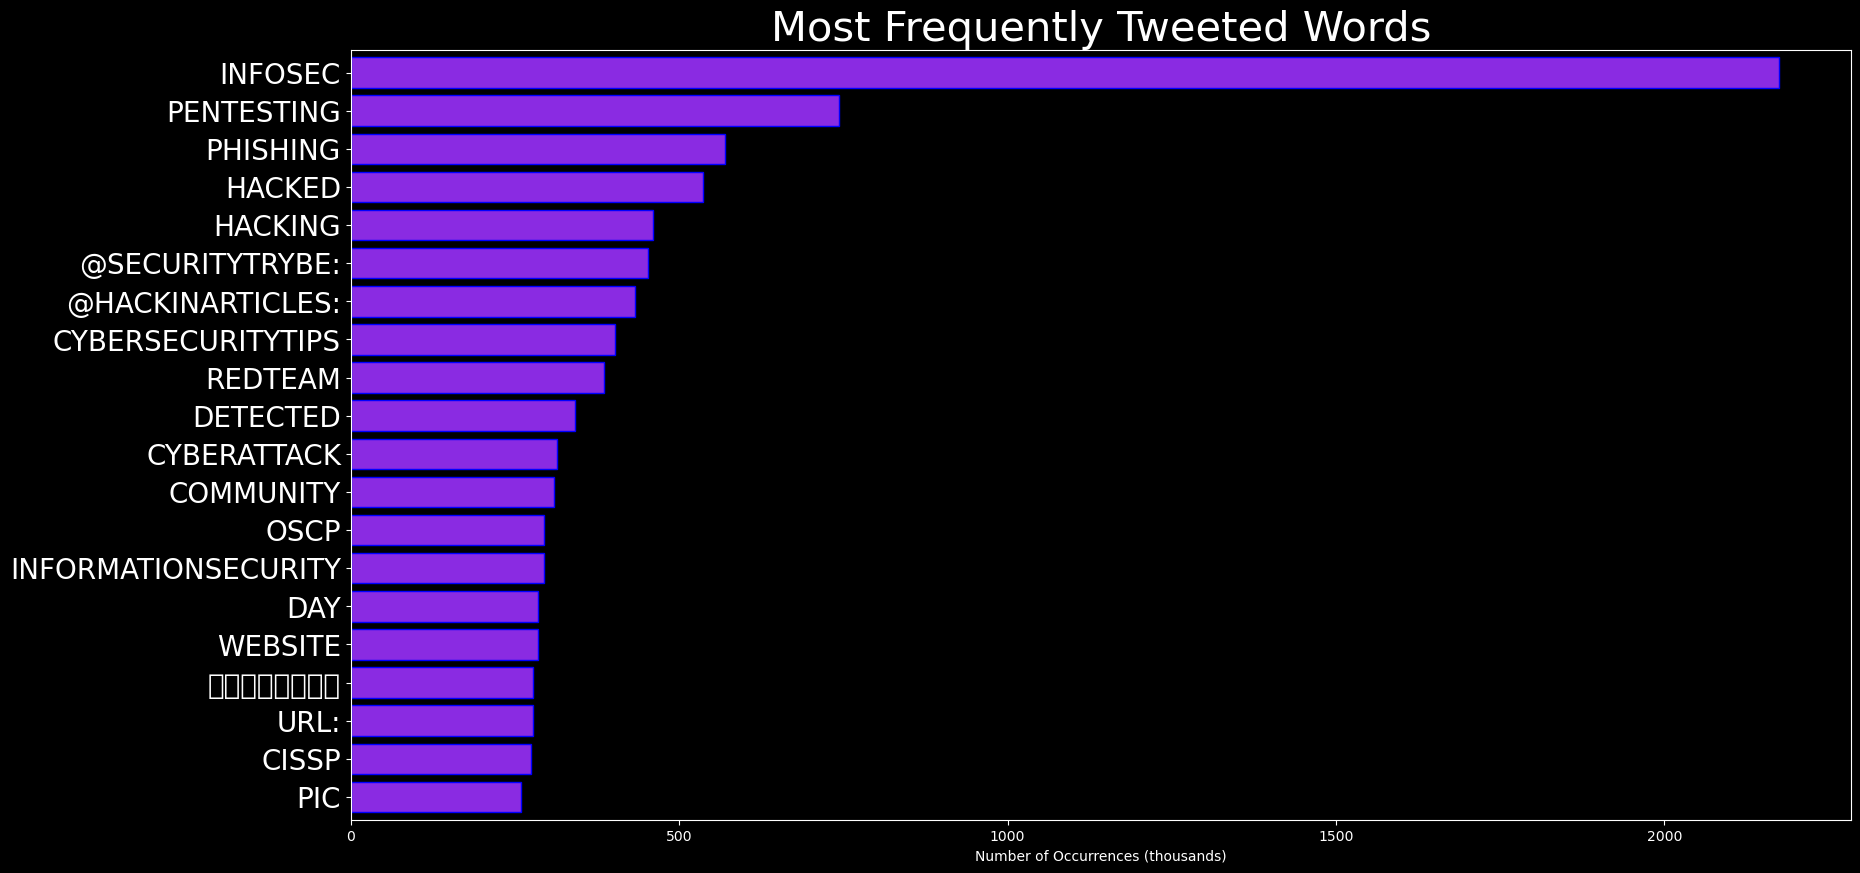 Most Frequently Tweeted Words
INFOSEC
PENTESTING
PHISHING
HACKED
HACKING
@SECURITYTRYBE:
@HACKINARTICLES:
CYBERSECURITYTIPS
REDTEAM
DETECTED
CYBERATTACK
COMMUNITY
OSCP
INFORMATIONSECURITY
DAY
WEBSITE
URL:
CISSP
PIC
0 500 1000 1500 2000
Number of Occurrences (thousands)